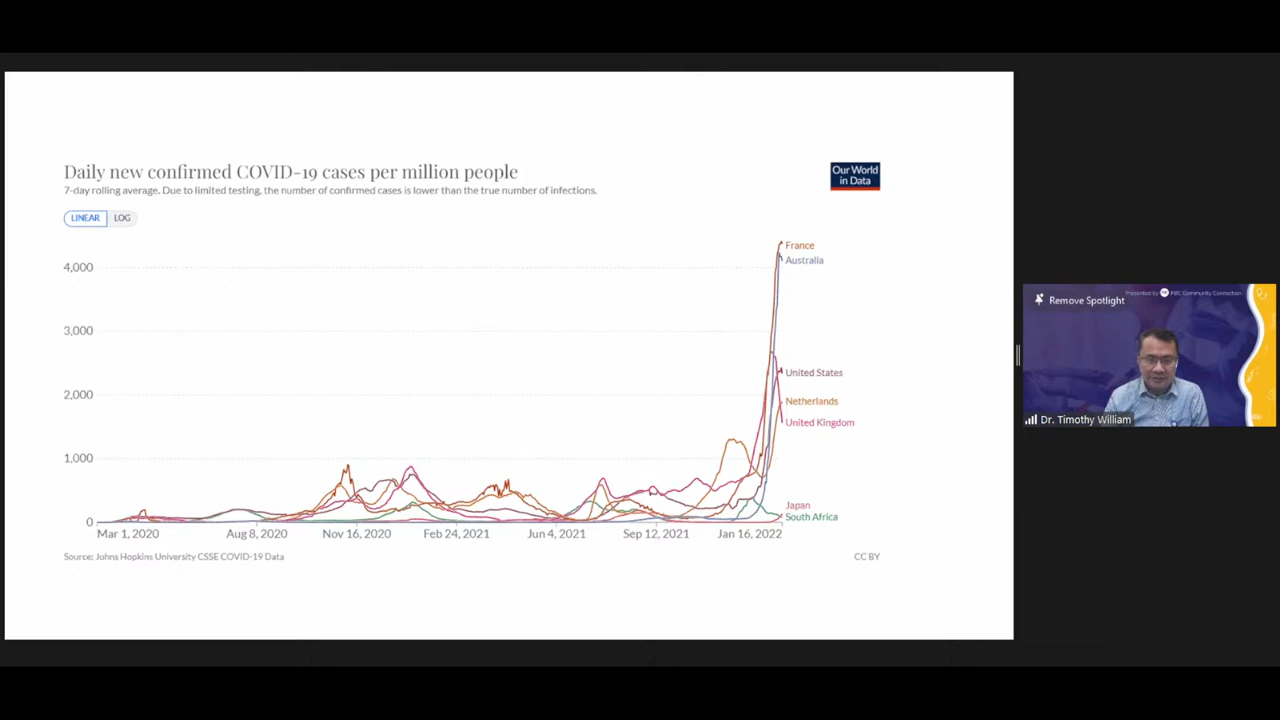 Daily new confirmed COVID-19 cases per million people
7-day rolling average. Due to limited testing, the number of confirmed cases is lower than the true number of infections.
Our World
in Data
LINEAR
LOG
4,000
3,000
2,000
1,000
0
France
Australia
United States
Netherlands
United Kingdom
Japan
South Africa
Mar 1, 2020
Aug 8, 2020
Nov 16, 2020
Feb 24, 2021
Jun 4, 2021
Sep 12, 2021
Jan 16, 2022
Source: Johns Hopkins University CSSE COVID-19 Data
CC BY
Presented by
Community Connection
Remove Spotlight
Dr. Timothy William